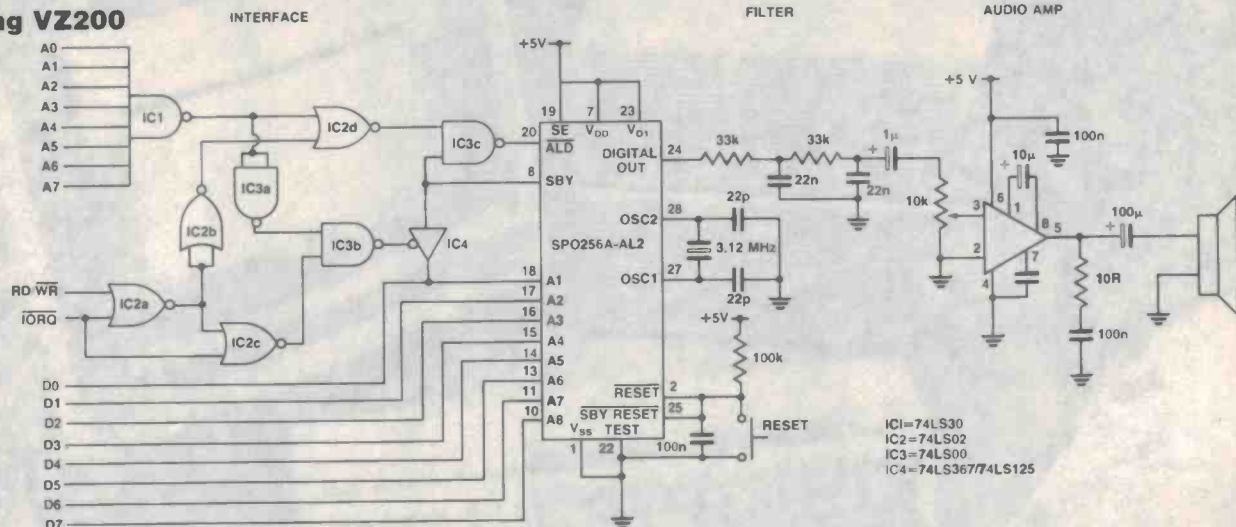 ng VZ200
INTERFACE
FILTER
AUDIO AMP
A0
A1
A2
A3
A4
A5
A6
A7
IC1
IC2d
IC3c
IC3a
IC2b
IC3b
IC4
RD WR
IORQ
IC2a
IC2c
D0
D1
D2
D3
D4
D5
D6
D7
+5V
19
7
23
SE
VDD
VD1
20
ALD
DIGITAL OUT
24
8
SBY
OSC2
28
SPO256A-AL2
OSC1
27
18
A1
17
A2
16
A3
15
A4
14
A5
13
A6
11
A7
10
A8
RESET
2
SBY RESET
25
VSS
TEST
1
22
33k
33k
1µ
+
22n
22n
22p
3.12 MHz
22p
+5V
100k
100n
RESET
10k
+5 V
100n
+
10µ
3
6
1
8
5
2
4
7
+
100µ
10R
100n
IC1=74LS30
IC2=74LS02
IC3=74LS00
IC4=74LS367/74LS125